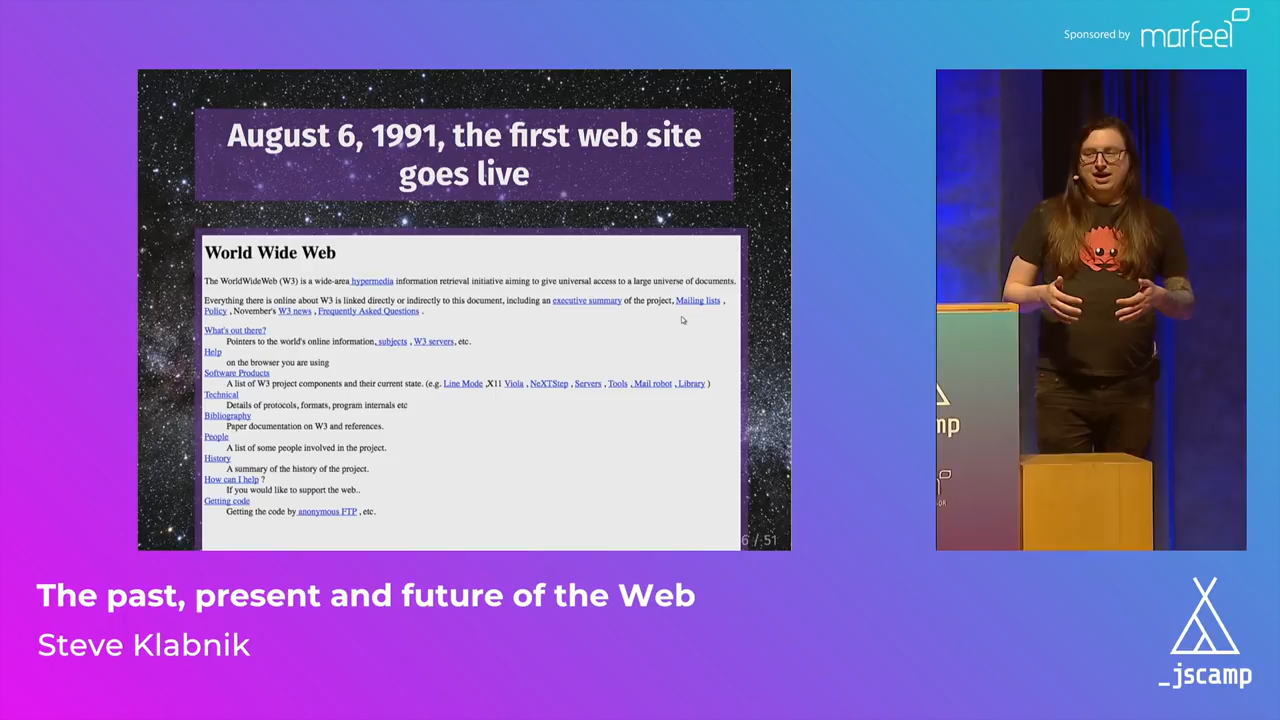 Sponsored by marfeel
August 6, 1991, the first web site
goes live
World Wide Web
The WorldWideWeb (W3) is a wide-area hypermedia information retrieval initiative aiming to give universal access to a large universe of documents.
Everything there is online about W3 is linked directly or indirectly to this document, including an executive summary of the project, Mailing lists ,
Policy , November's W3 news , Frequently Asked Questions .
What's out there?
Pointers to the world's online information, subjects , W3 servers, etc.
Help
on the browser you are using
Software Products
A list of W3 project components and their current state. (e.g. Line Mode ,X11 Viola , NeXTStep , Servers , Tools , Mail robot , Library )
Technical
Details of protocols, formats, program internals etc
Bibliography
Paper documentation on W3 and references.
People
A list of some people involved in the project.
History
A summary of the history of the project.
How can I help ?
If you would like to support the web..
Getting code
Getting the code by anonymous FTP , etc.
6 / 51
mp
OR
The past, present and future of the Web
Steve Klabnik
_jscamp